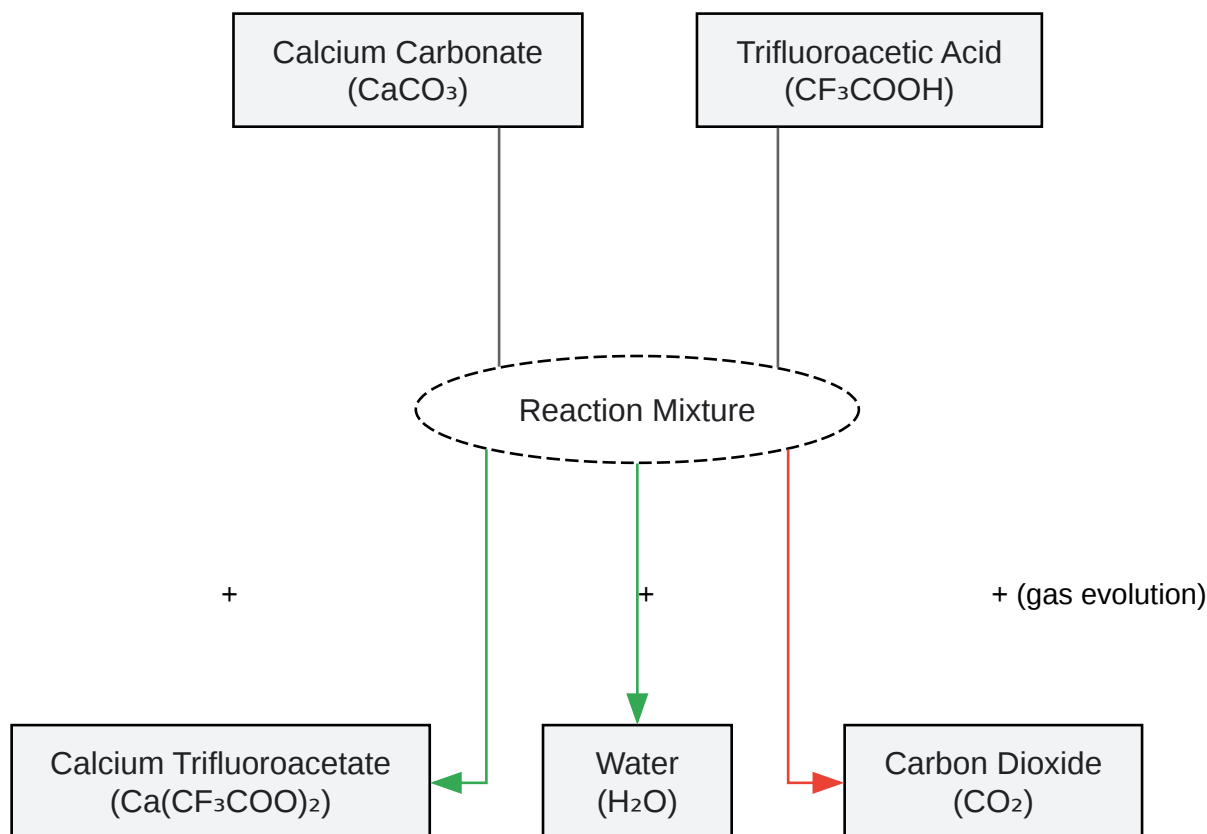 Calcium Carbonate
(CaCO₃)
Trifluoroacetic Acid
(CF₃COOH)
Reaction Mixture
+
+
+ (gas evolution)
Calcium Trifluoroacetate
(Ca(CF₃COO)₂)
Water
(H₂O)
Carbon Dioxide
(CO₂)